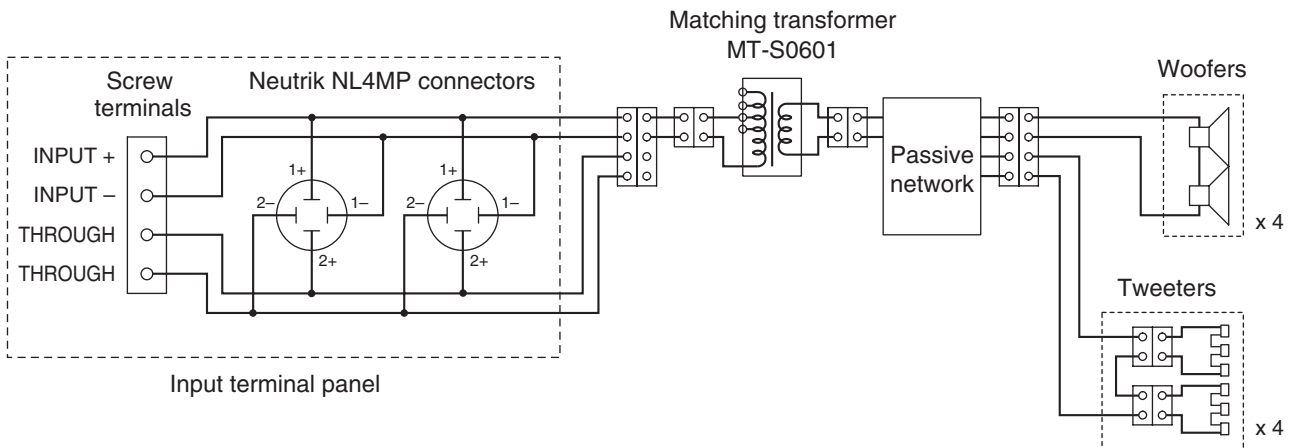 Matching transformer
MT-S0601
Screw
terminals
Neutrik NL4MP connectors
Woofers
INPUT +
INPUT –
THROUGH
THROUGH
1+
2–
1–
2+
1+
2–
1–
2+
Passive
network
x 4
Tweeters
x 4
Input terminal panel